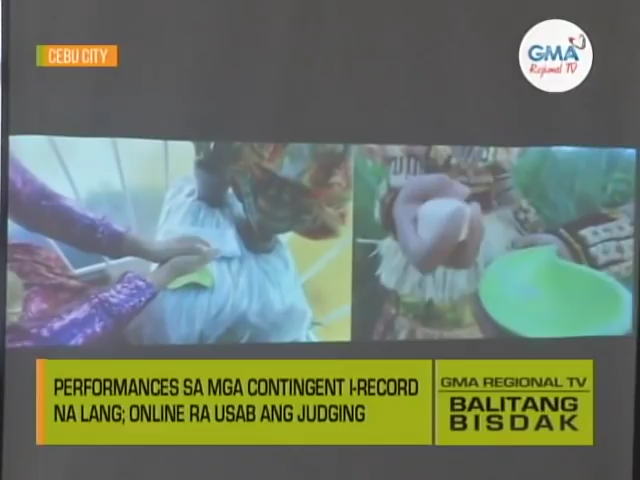 CEBU CITY
GMA
Regional TV
PERFORMANCES SA MGA CONTINGENT I-RECORD
NA LANG; ONLINE RA USAB ANG JUDGING
GMA REGIONAL TV
BALITANG
BISDAK